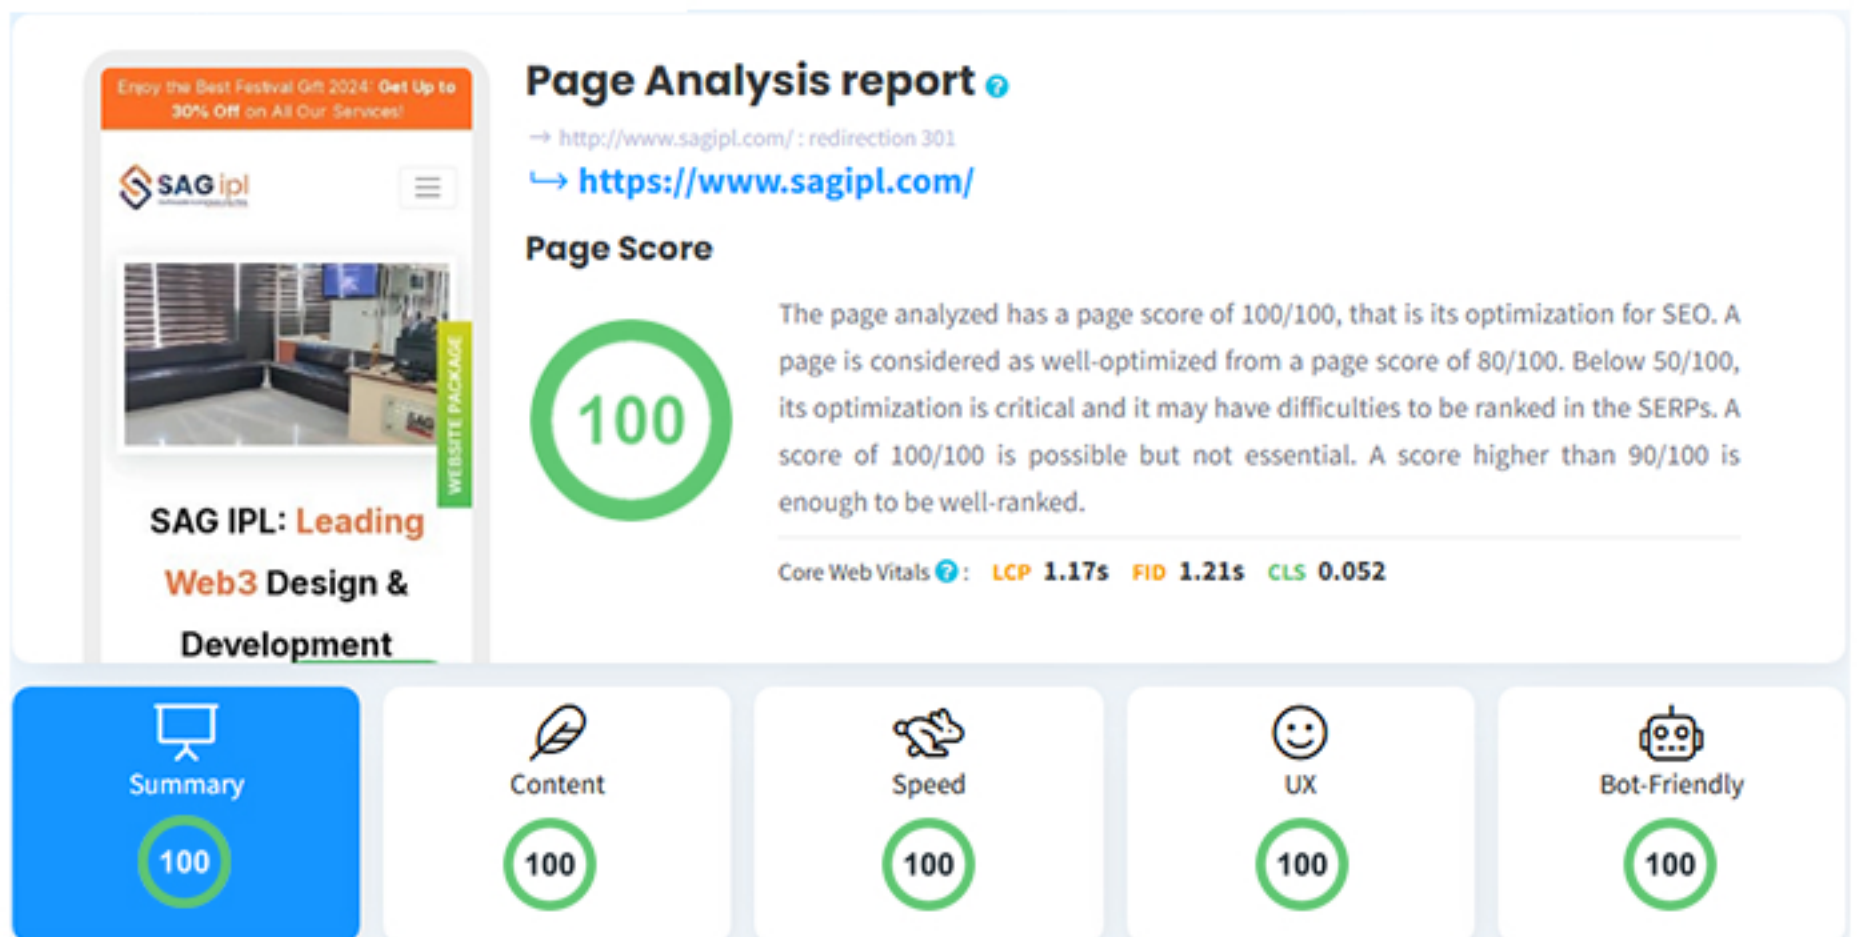 Enjoy the Best Festival Gift 2024: Get Up to
30% Off on All Our Services!
SAG ipl
WEBSITE PACKAGE
SAG
SAG IPL: Leading
Web3 Design &
Development
Page Analysis report ?
→ http://www.sagipl.com/ : redirection 301
↪ https://www.sagipl.com/
Page Score
100
The page analyzed has a page score of 100/100, that is its optimization for SEO. A
page is considered as well-optimized from a page score of 80/100. Below 50/100,
its optimization is critical and it may have difficulties to be ranked in the SERPs. A
score of 100/100 is possible but not essential. A score higher than 90/100 is
enough to be well-ranked.
Core Web Vitals ? : LCP 1.17s FID 1.21s CLS 0.052
Summary
100
Content
100
Speed
100
UX
100
Bot-Friendly
100